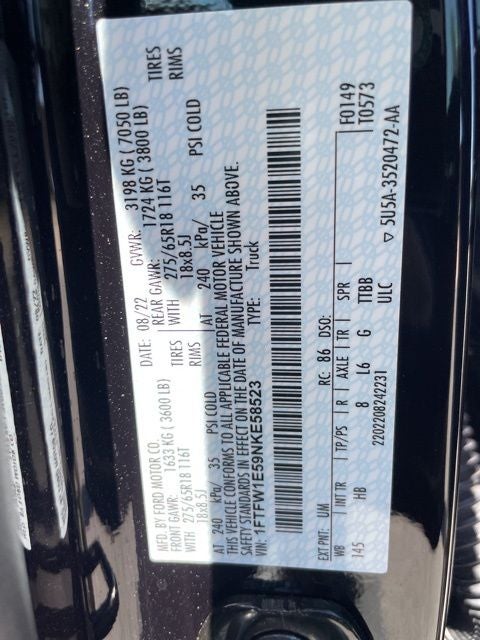 MFD. BY FORD MOTOR CO. DATE: 08/22 GVWR: 3198 KG ( 7050 LB)
FRONT GAWR: 1633 KG ( 3600 LB) REAR GAWR: 1724 KG ( 3800 LB)
WITH 275/65R18 116T TIRES WITH 275/65R18 116T TIRES
18x8.5J RIMS 18x8.5J RIMS
AT 240 kPa/ 35 PSI COLD AT 240 kPa/ 35 PSI COLD
THIS VEHICLE CONFORMS TO ALL APPLICABLE FEDERAL MOTOR VEHICLE
SAFETY STANDARDS IN EFFECT ON THE DATE OF MANUFACTURE SHOWN ABOVE.
VIN: 1FTFW1E59NKE58523 TYPE: Truck
F0149
T0573
EXT PNT: UM RC: 86 DSO:
WB INT TR TP/PS R AXLE TR SPR
145 HB 8 L6 G TTBB
ULC
2202208242231
▽ 5U5A-3520472-AA